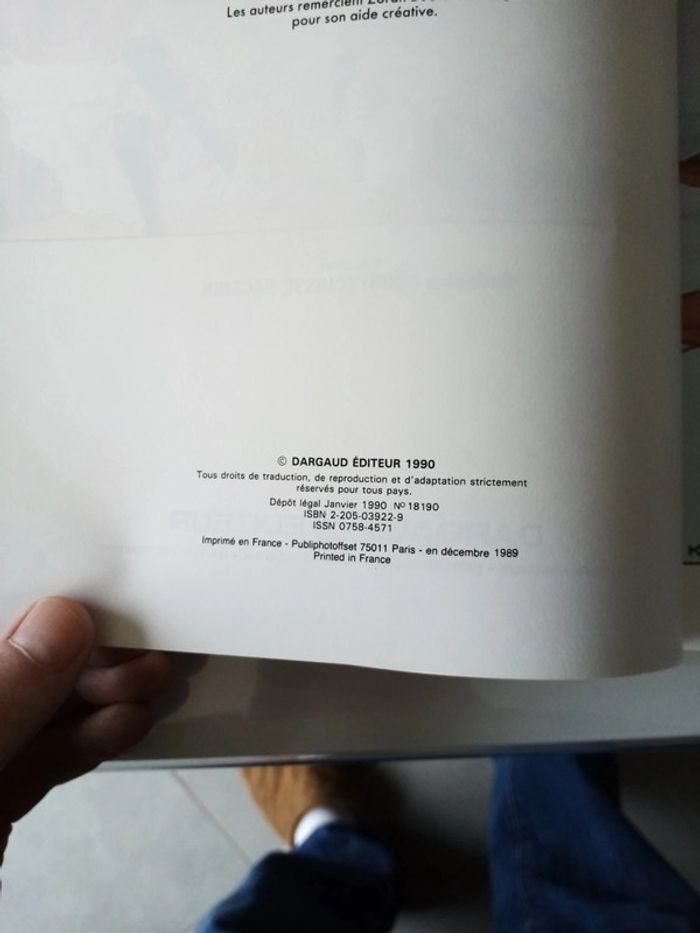 Les auteurs remercient Zoran
pour son aide créative.
© DARGAUD ÉDITEUR 1990
Tous droits de traduction, de reproduction et d'adaptation strictement
réservés pour tous pays.
Dépôt légal Janvier 1990 Nº 18190
ISBN 2-205-03922-9
ISSN 0758-4571
Imprimé en France - Publiphotoffset 75011 Paris - en décembre 1989
Printed in France